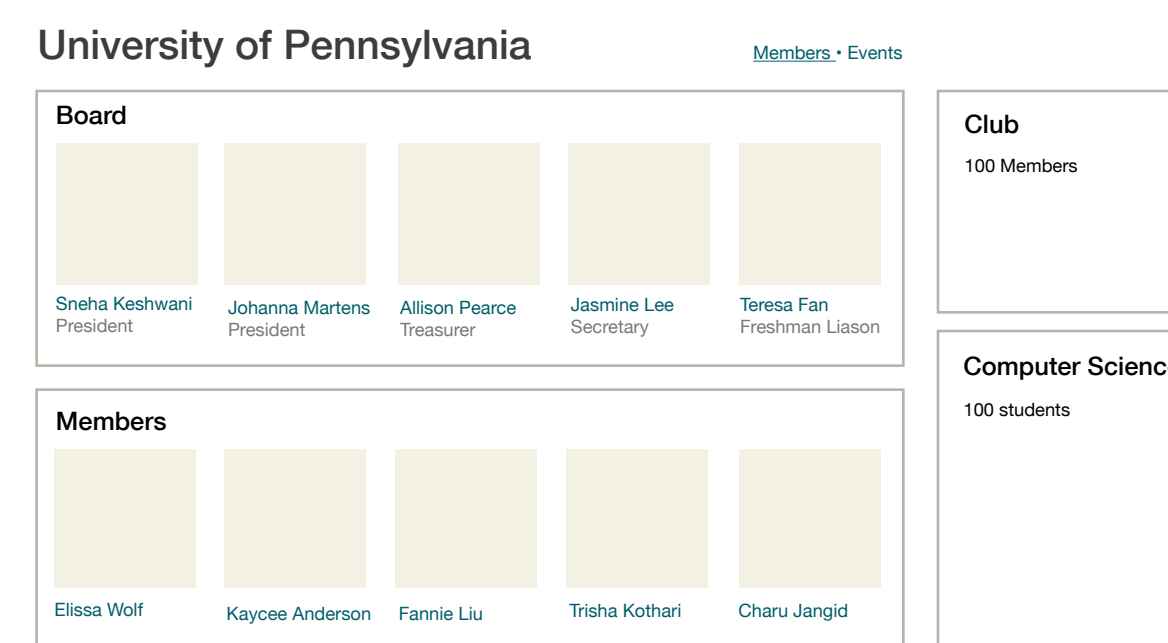 University of Pennsylvania
Members • Events
Board
Sneha Keshwani
President
Johanna Martens
President
Allison Pearce
Treasurer
Jasmine Lee
Secretary
Teresa Fan
Freshman Liason
Members
Elissa Wolf
Kaycee Anderson
Fannie Liu
Trisha Kothari
Charu Jangid
Club
100 Members
Computer Science
100 students